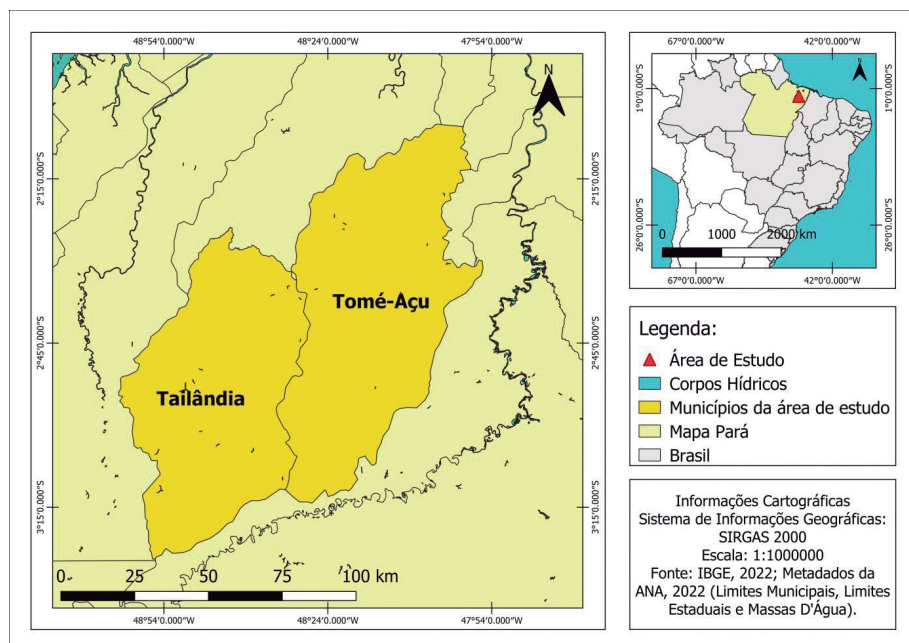 48°54'0.000"W 48°24'0.000"W 47°54'0.000"W
N
2°15'0.000"S
2°15'0.000"S
Tomé-Açu
2°45'0.000"S
2°45'0.000"S
Tailândia
3°15'0.000"S
3°15'0.000"S
0 25 50 75 100 km
48°54'0.000"W 48°24'0.000"W 47°54'0.000"W
67°0'0.000"W 42°0'0.000"W
N
1°0'0.000"S
1°0'0.000"S
26°0'0.000"S
26°0'0.000"S
0 1000 2000 km
67°0'0.000"W 42°0'0.000"W
Legenda:
Área de Estudo
Corpos Hídricos
Municípios da área de estudo
Mapa Pará
Brasil
Informações Cartográficas
Sistema de Informações Geográficas:
SIRGAS 2000
Escala: 1:1000000
Fonte: IBGE, 2022; Metadados da
ANA, 2022 (Limites Municipais, Limites
Estaduais e Massas D'Água).